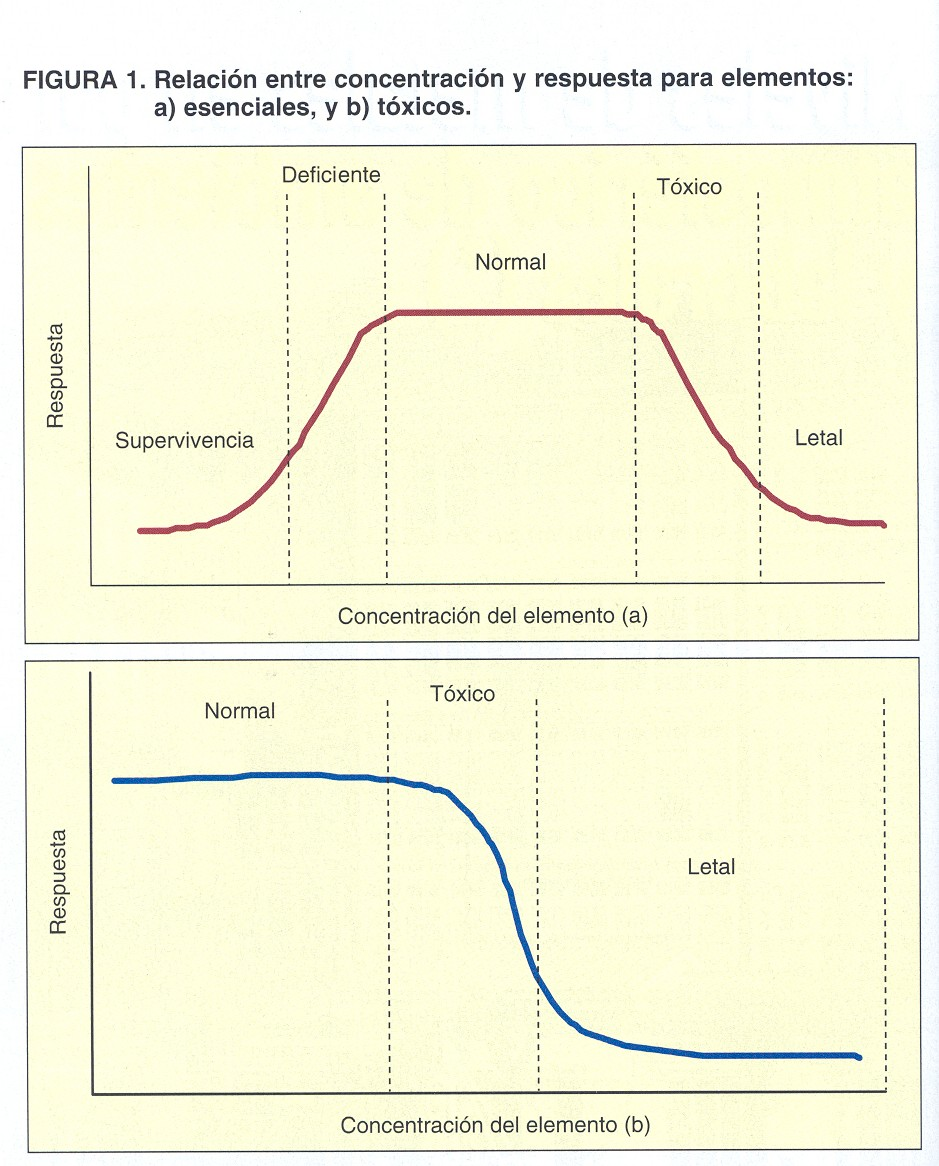 FIGURA 1. Relación entre concentración y respuesta para elementos:
a) esenciales, y b) tóxicos.
Deficiente
Tóxico
Normal
Respuesta
Supervivencia
Letal
Concentración del elemento (a)
Normal
Tóxico
Respuesta
Letal
Concentración del elemento (b)